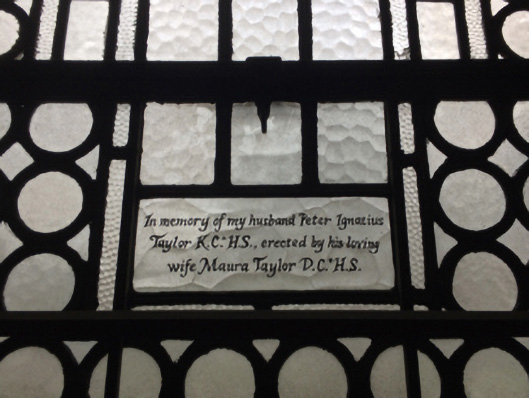 In memory of my husband Peter Ignatius
Taylor K.C.*H.S., erected by his loving
wife Maura Taylor D.C.*H.S.